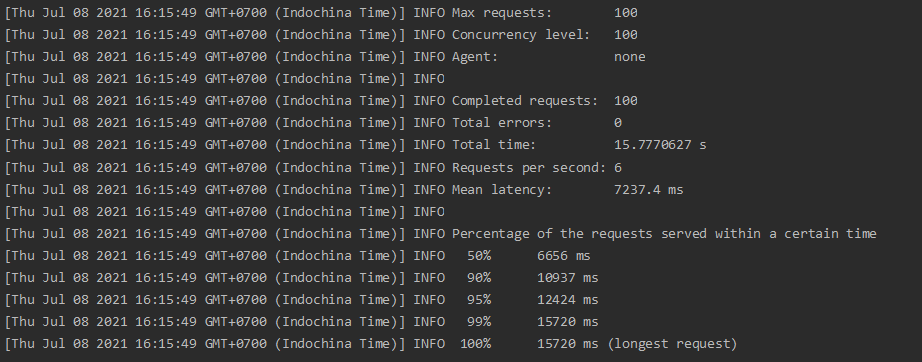 [Thu Jul 08 2021 16:15:49 GMT+0700 (Indochina Time)] INFO Max requests:        100
[Thu Jul 08 2021 16:15:49 GMT+0700 (Indochina Time)] INFO Concurrency level:   100
[Thu Jul 08 2021 16:15:49 GMT+0700 (Indochina Time)] INFO Agent:               none
[Thu Jul 08 2021 16:15:49 GMT+0700 (Indochina Time)] INFO
[Thu Jul 08 2021 16:15:49 GMT+0700 (Indochina Time)] INFO Completed requests:  100
[Thu Jul 08 2021 16:15:49 GMT+0700 (Indochina Time)] INFO Total errors:        0
[Thu Jul 08 2021 16:15:49 GMT+0700 (Indochina Time)] INFO Total time:          15.7770627 s
[Thu Jul 08 2021 16:15:49 GMT+0700 (Indochina Time)] INFO Requests per second: 6
[Thu Jul 08 2021 16:15:49 GMT+0700 (Indochina Time)] INFO Mean latency:        7237.4 ms
[Thu Jul 08 2021 16:15:49 GMT+0700 (Indochina Time)] INFO
[Thu Jul 08 2021 16:15:49 GMT+0700 (Indochina Time)] INFO Percentage of the requests served within a certain time
[Thu Jul 08 2021 16:15:49 GMT+0700 (Indochina Time)] INFO   50%      6656 ms
[Thu Jul 08 2021 16:15:49 GMT+0700 (Indochina Time)] INFO   90%      10937 ms
[Thu Jul 08 2021 16:15:49 GMT+0700 (Indochina Time)] INFO   95%      12424 ms
[Thu Jul 08 2021 16:15:49 GMT+0700 (Indochina Time)] INFO   99%      15720 ms
[Thu Jul 08 2021 16:15:49 GMT+0700 (Indochina Time)] INFO  100%      15720 ms (longest request)